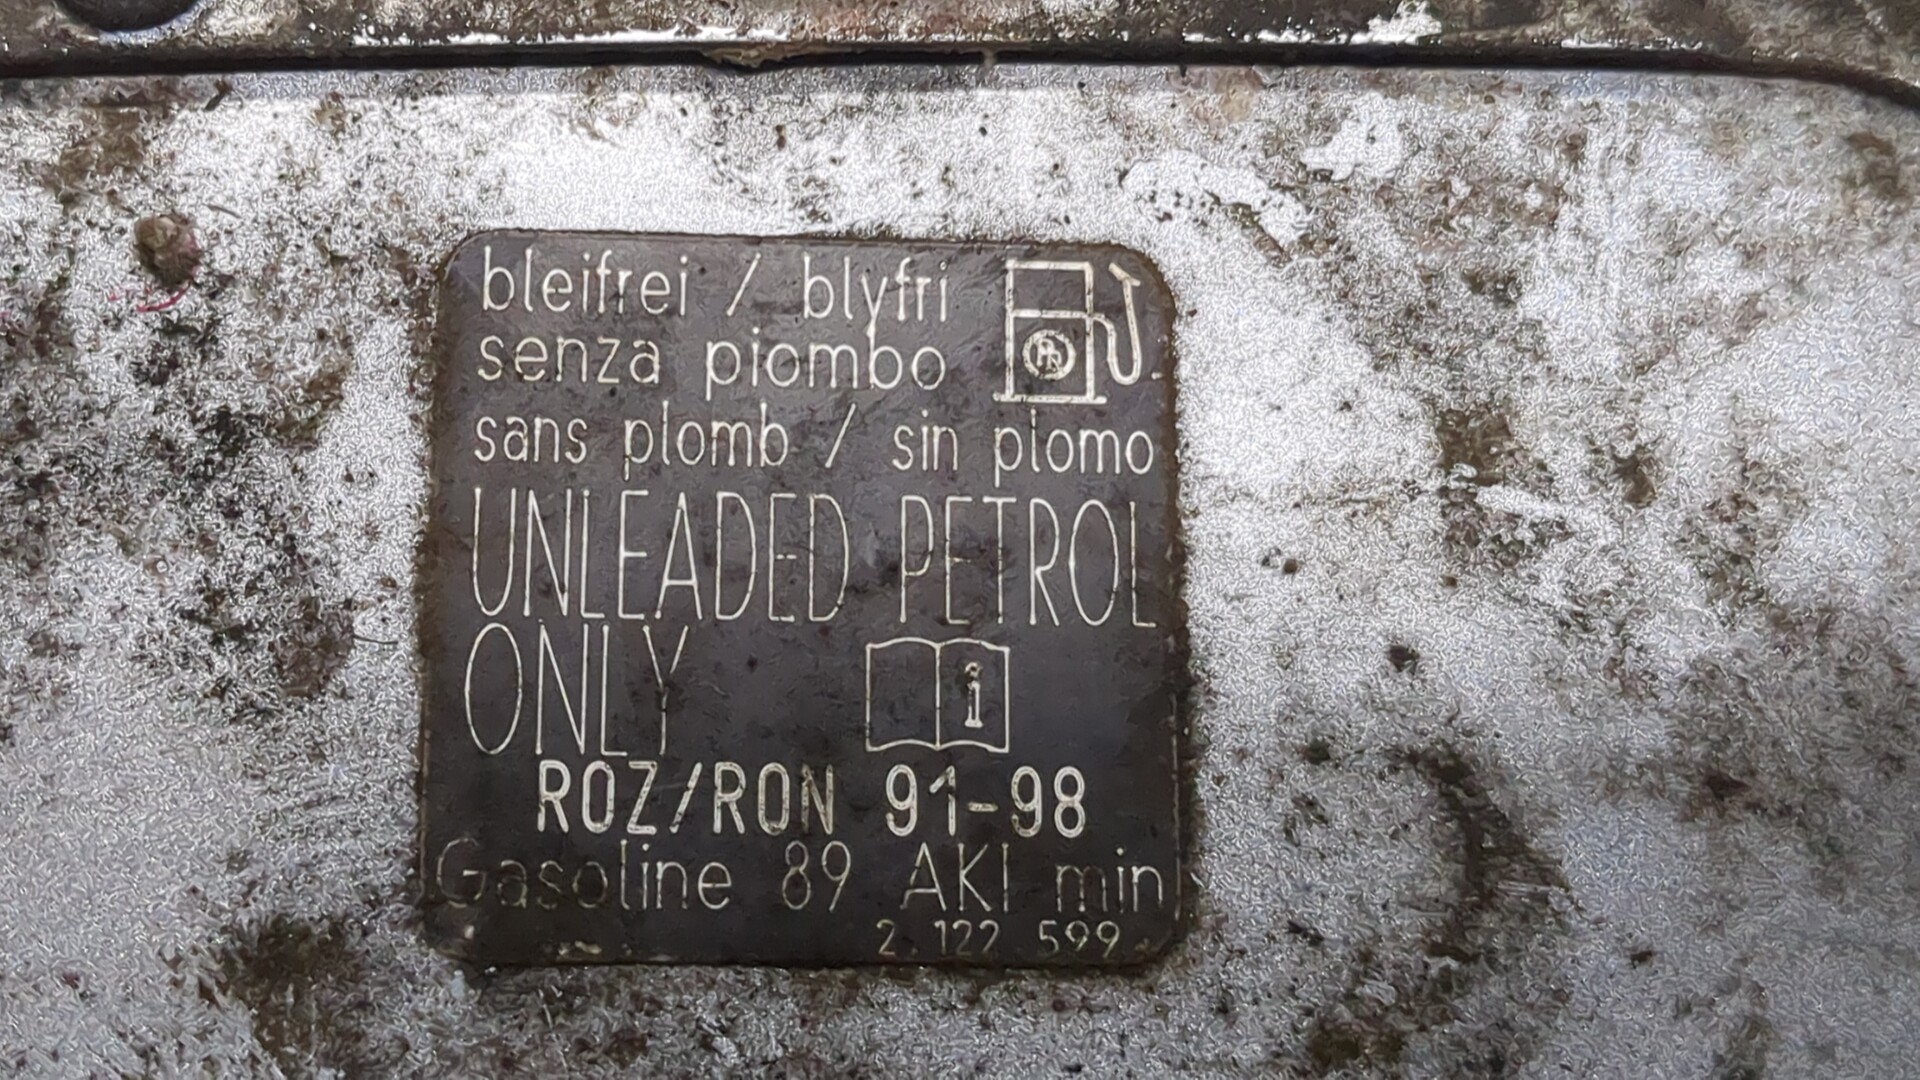 bleifrei / blyfri
senza piombo
sans plomb / sin plomo
UNLEADED PETROL
ONLY
i
ROZ/RON 91-98
Gasoline 89 AKI min
2.122 599